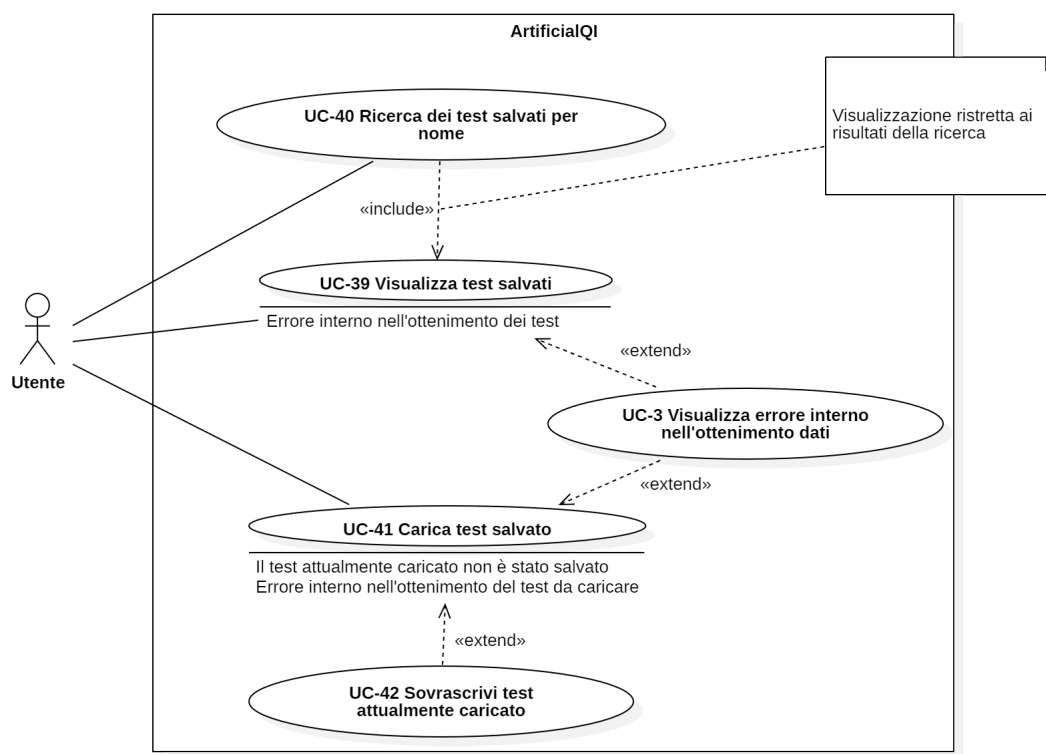 ArtificialQI
UC-40 Ricerca dei test salvati per
nome
Visualizzazione ristretta ai
risultati della ricerca
«include»
UC-39 Visualizza test salvati
Errore interno nell'ottenimento dei test
«extend»
Utente
UC-3 Visualizza errore interno
nell'ottenimento dati
«extend»
UC-41 Carica test salvato
Il test attualmente caricato non è stato salvato
Errore interno nell'ottenimento del test da caricare
«extend»
UC-42 Sovrascrivi test
attualmente caricato